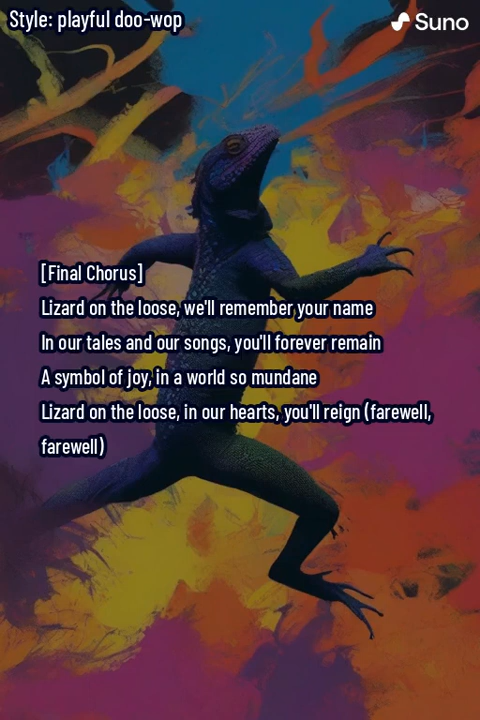 Style: playful doo-wop
Suno
[Final Chorus]
Lizard on the loose, we'll remember your name
In our tales and our songs, you'll forever remain
A symbol of joy, in a world so mundane
Lizard on the loose, in our hearts, you'll reign (farewell,
farewell)